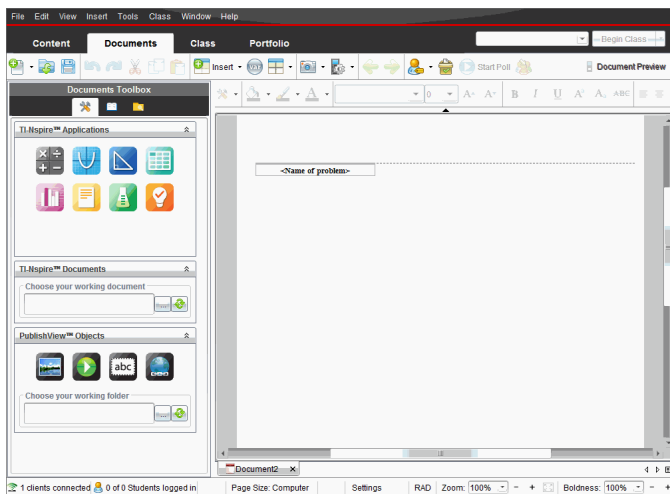 File Edit View Insert Tools Class Window Help
Content Documents Class Portfolio
Begin Class
Insert
VAR
Start Poll
Document Preview
Documents Toolbox
0
A A B I U A A ABC
TI-Nspire™ Applications
TI-Nspire™ Documents
Choose your working document
...
PublishView™ Objects
abc
Choose your working folder
...
<Name of problem>
Document2 x
1 clients connected 0 of 0 Students logged in Page Size: Computer Settings RAD Zoom: 100% - + Boldness: 100% - +